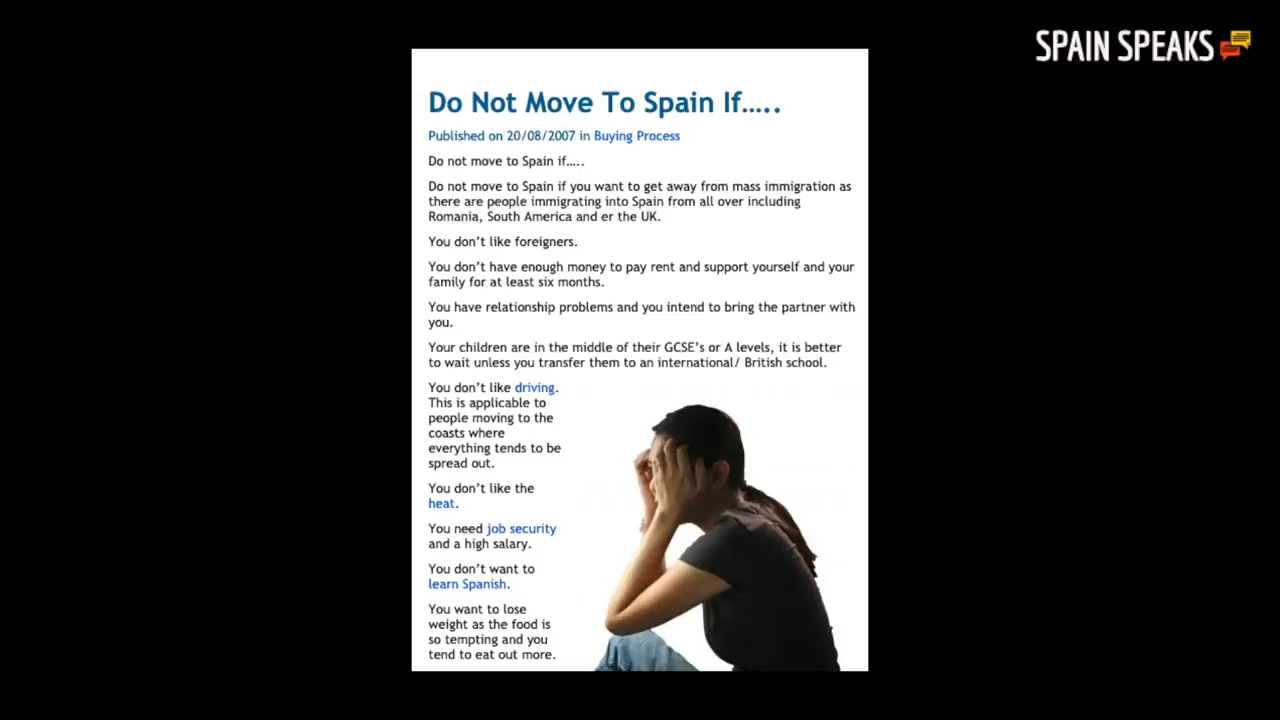 SPAIN SPEAKS
Do Not Move To Spain If.....
Published on 20/08/2007 in Buying Process
Do not move to Spain if.....
Do not move to Spain if you want to get away from mass immigration as
there are people immigrating into Spain from all over including
Romania, South America and er the UK.
You don't like foreigners.
You don't have enough money to pay rent and support yourself and your
family for at least six months.
You have relationship problems and you intend to bring the partner with
you.
Your children are in the middle of their GCSE's or A levels, it is better
to wait unless you transfer them to an international/ British school.
You don't like driving.
This is applicable to
people moving to the
coasts where
everything tends to be
spread out.
You don't like the
heat.
You need job security
and a high salary.
You don't want to
learn Spanish.
You want to lose
weight as the food is
so tempting and you
tend to eat out more.